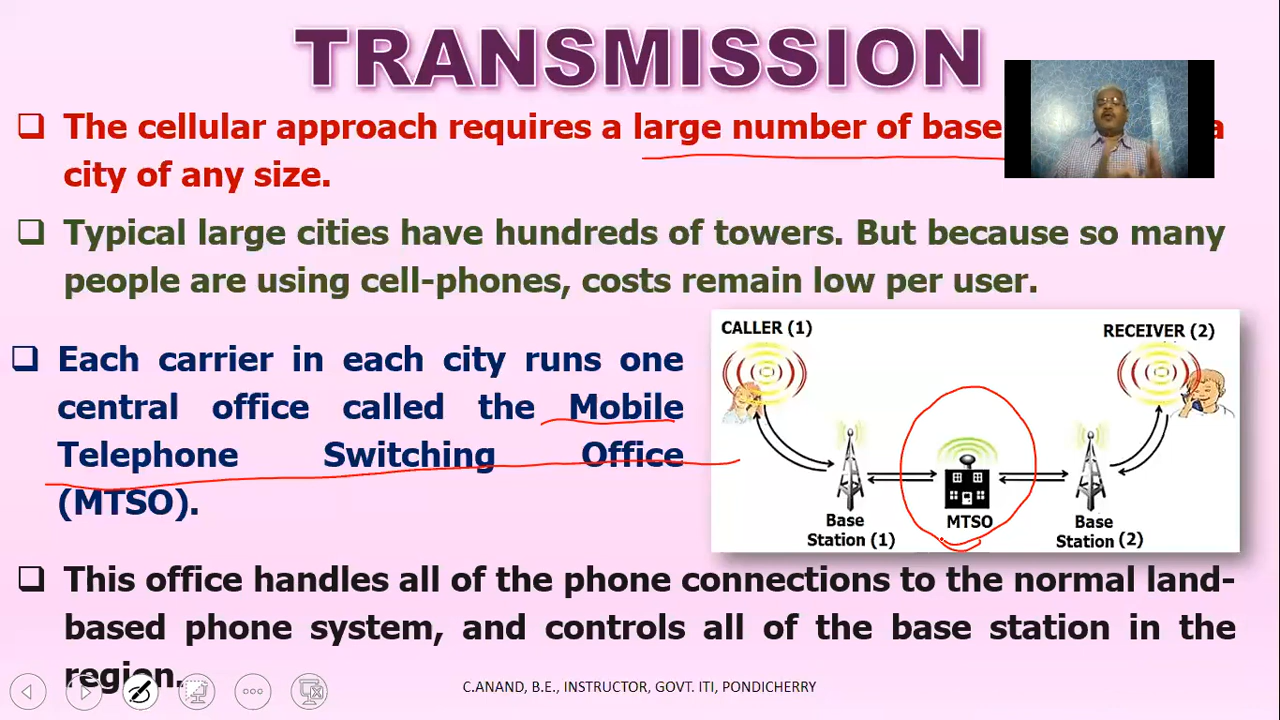 TRANSMISSION
❑ The cellular approach requires a large number of base a
city of any size.
❑ Typical large cities have hundreds of towers. But because so many
people are using cell-phones, costs remain low per user.
❑ Each carrier in each city runs one
central office called the Mobile
Telephone Switching Office
(MTSO).
CALLER (1)
RECEIVER (2)
Base
Station (1)
MTSO
Base
Station (2)
❑ This office handles all of the phone connections to the normal land-
based phone system, and controls all of the base station in the
region.
C.ANAND, B.E., INSTRUCTOR, GOVT. ITI, PONDICHERRY